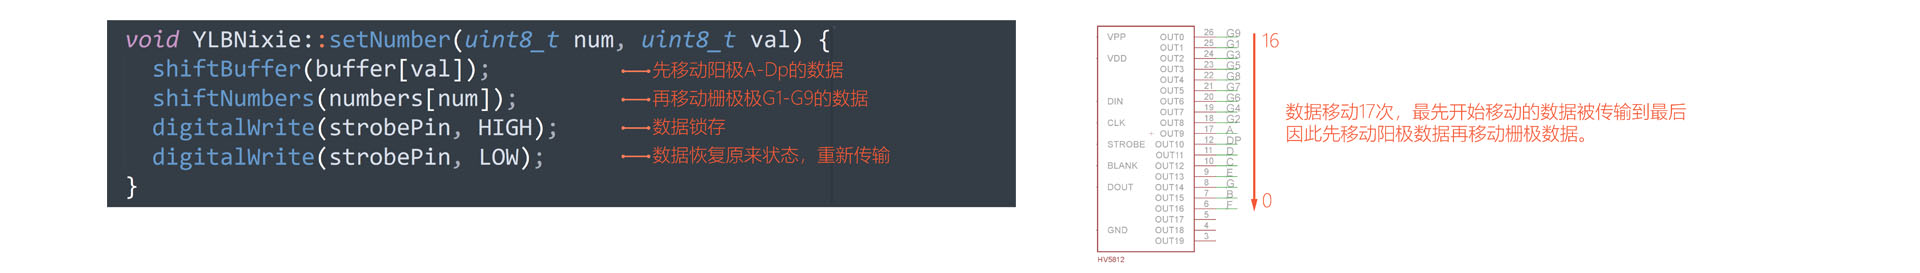 void YLBNixie::setNumber(uint8_t num, uint8_t val) {
shiftBuffer(buffer[val]);
先移动阳极A-Dp的数据
shiftNumbers(numbers[num]);
再移动栅极极G1-G9的数据
digitalWrite(strobePin, HIGH);
数据锁存
digitalWrite(strobePin, LOW);
数据恢复原来状态，重新传输
}
VPP OUT0 26 G9
OUT1 25 G1
VDD OUT2 24 G3
OUT3 23 G5
OUT4 22 G8
OUT5 21 G7
DIN OUT6 20 G6
OUT7 19 G4
CLK OUT8 18 G2
OUT9 17 A
STROBE OUT10 12 DP
OUT11 11 D
BLANK OUT12 10 C
OUT13 9 E
DOUT OUT14 8 G
OUT15 7 B
OUT16 6 F
OUT17 5
GND OUT18 4
OUT19 3
HV5812
16
0
数据移动17次，最先开始移动的数据被传输到最后
因此先移动阳极数据再移动栅极数据。